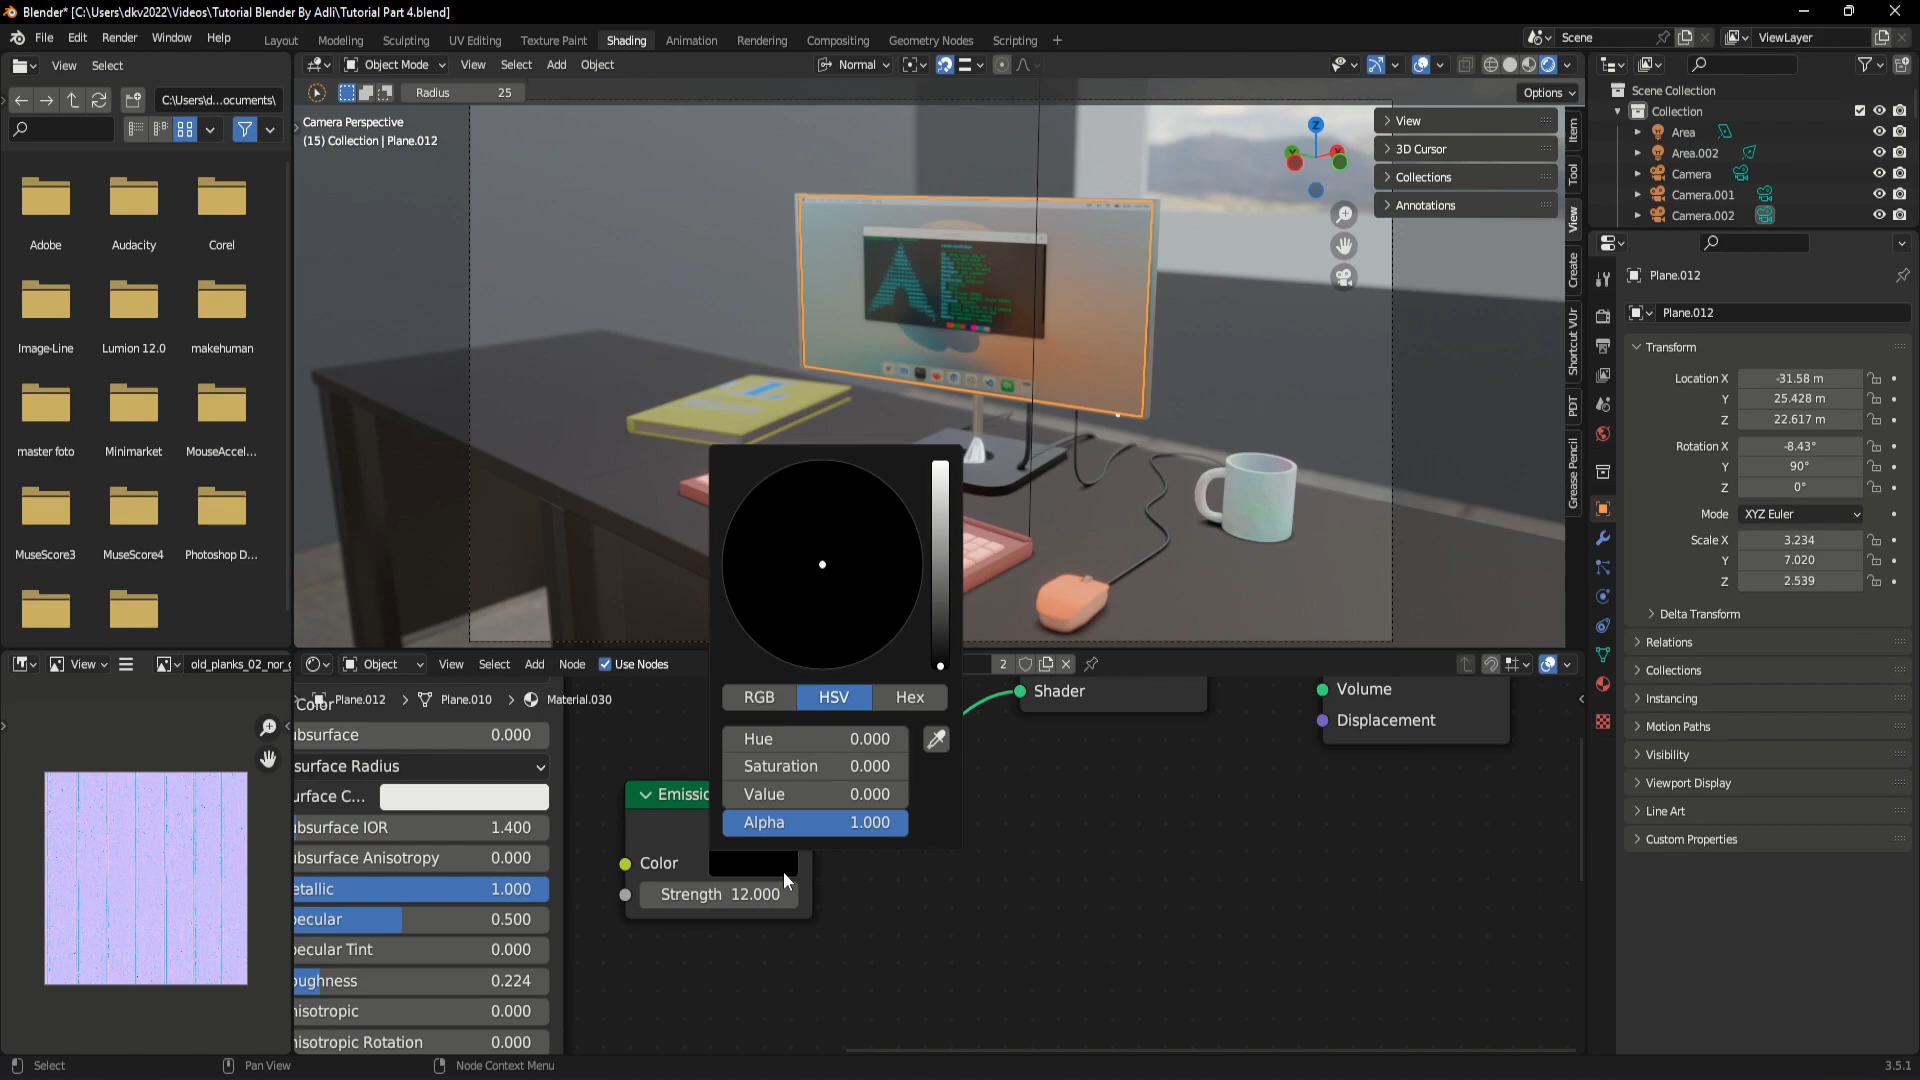 Blender* [C:\Users\dkv2022\Videos\Tutorial Blender By Adli\Tutorial Part 4.blend]
File Edit Render Window Help
Layout Modeling Sculpting UV Editing Texture Paint Shading Animation Rendering Compositing Geometry Nodes Scripting +
Scene
ViewLayer
View Select
Object Mode View Select Add Object
Normal
C:\Users\d...ocuments\
Radius 25
Options
Camera Perspective
(15) Collection | Plane.012
View
3D Cursor
Collections
Annotations
Item
Tool
View
Create
Shortcut VUr
PDT
Grease Pencil
Z
Adobe Audacity Corel
Image-Line Lumion 12.0 makehuman
master foto Minimarket MouseAccel...
MuseScore3 MuseScore4 Photoshop D...
Scene Collection
Collection
Area
Area.002
Camera
Camera.001
Camera.002
Plane.012
Plane.012
Transform
Location X -31.58 m
Y 25.428 m
Z 22.617 m
Rotation X -8.43°
Y 90°
Z 0°
Mode XYZ Euler
Scale X 3.234
Y 7.020
Z 2.539
Delta Transform
Relations
Collections
Instancing
Motion Paths
Visibility
Viewport Display
Line Art
Custom Properties
RGB HSV Hex
Hue 0.000
Saturation 0.000
Value 0.000
Alpha 1.000
View
old_planks_02_nor_
Object View Select Add Node Use Nodes
2
Color
Plane.012 > Plane.010 > Material.030
ubsurface 0.000
surface Radius
urface C...
ubsurface IOR 1.400
ubsurface Anisotropy 0.000
etallic 1.000
pecular 0.500
pecular Tint 0.000
oughness 0.224
nisotropic 0.000
nisotropic Rotation 0.000
Shader
Volume
Displacement
Emissic
Color
Strength 12.000
Select
Pan View
Node Context Menu
3.5.1